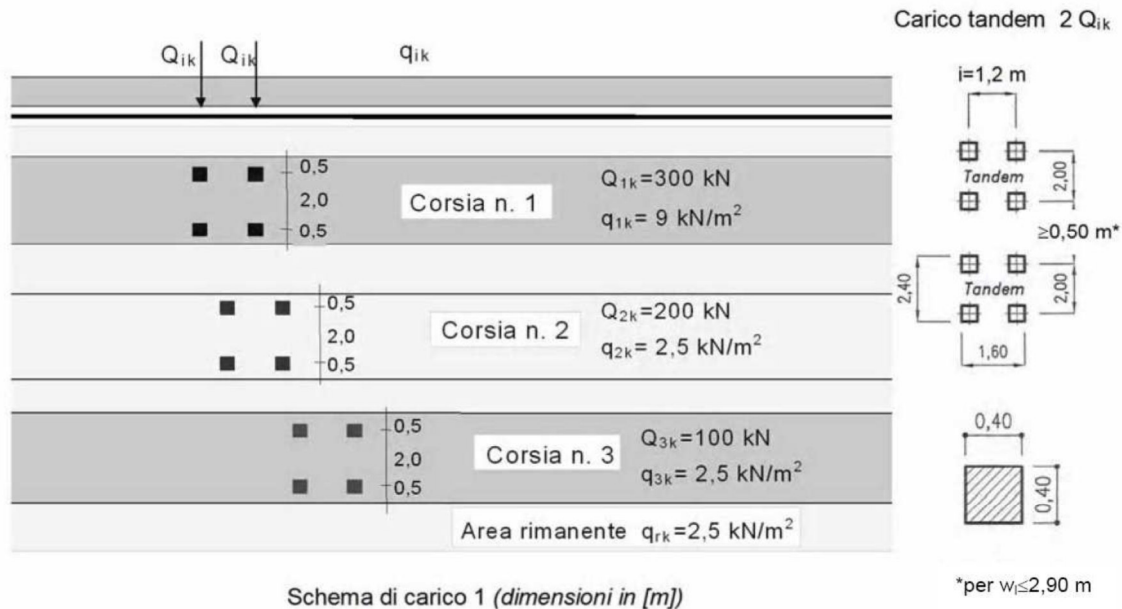 Carico tandem 2 Qik
Qik Qik qik
i=1,2 m
0,5
2,0
0,5
Corsia n. 1
Q1k=300 kN
q1k= 9 kN/m²
Tandem
2,00
≥0,50 m*
0,5
2,0
0,5
Corsia n. 2
Q2k=200 kN
q2k= 2,5 kN/m²
2,40
Tandem
2,00
1,60
0,5
2,0
0,5
Corsia n. 3
Q3k=100 kN
q3k= 2,5 kN/m²
0,40
0,40
Area rimanente qrk=2,5 kN/m²
Schema di carico 1 (dimensioni in [m])
*per wl≤2,90 m